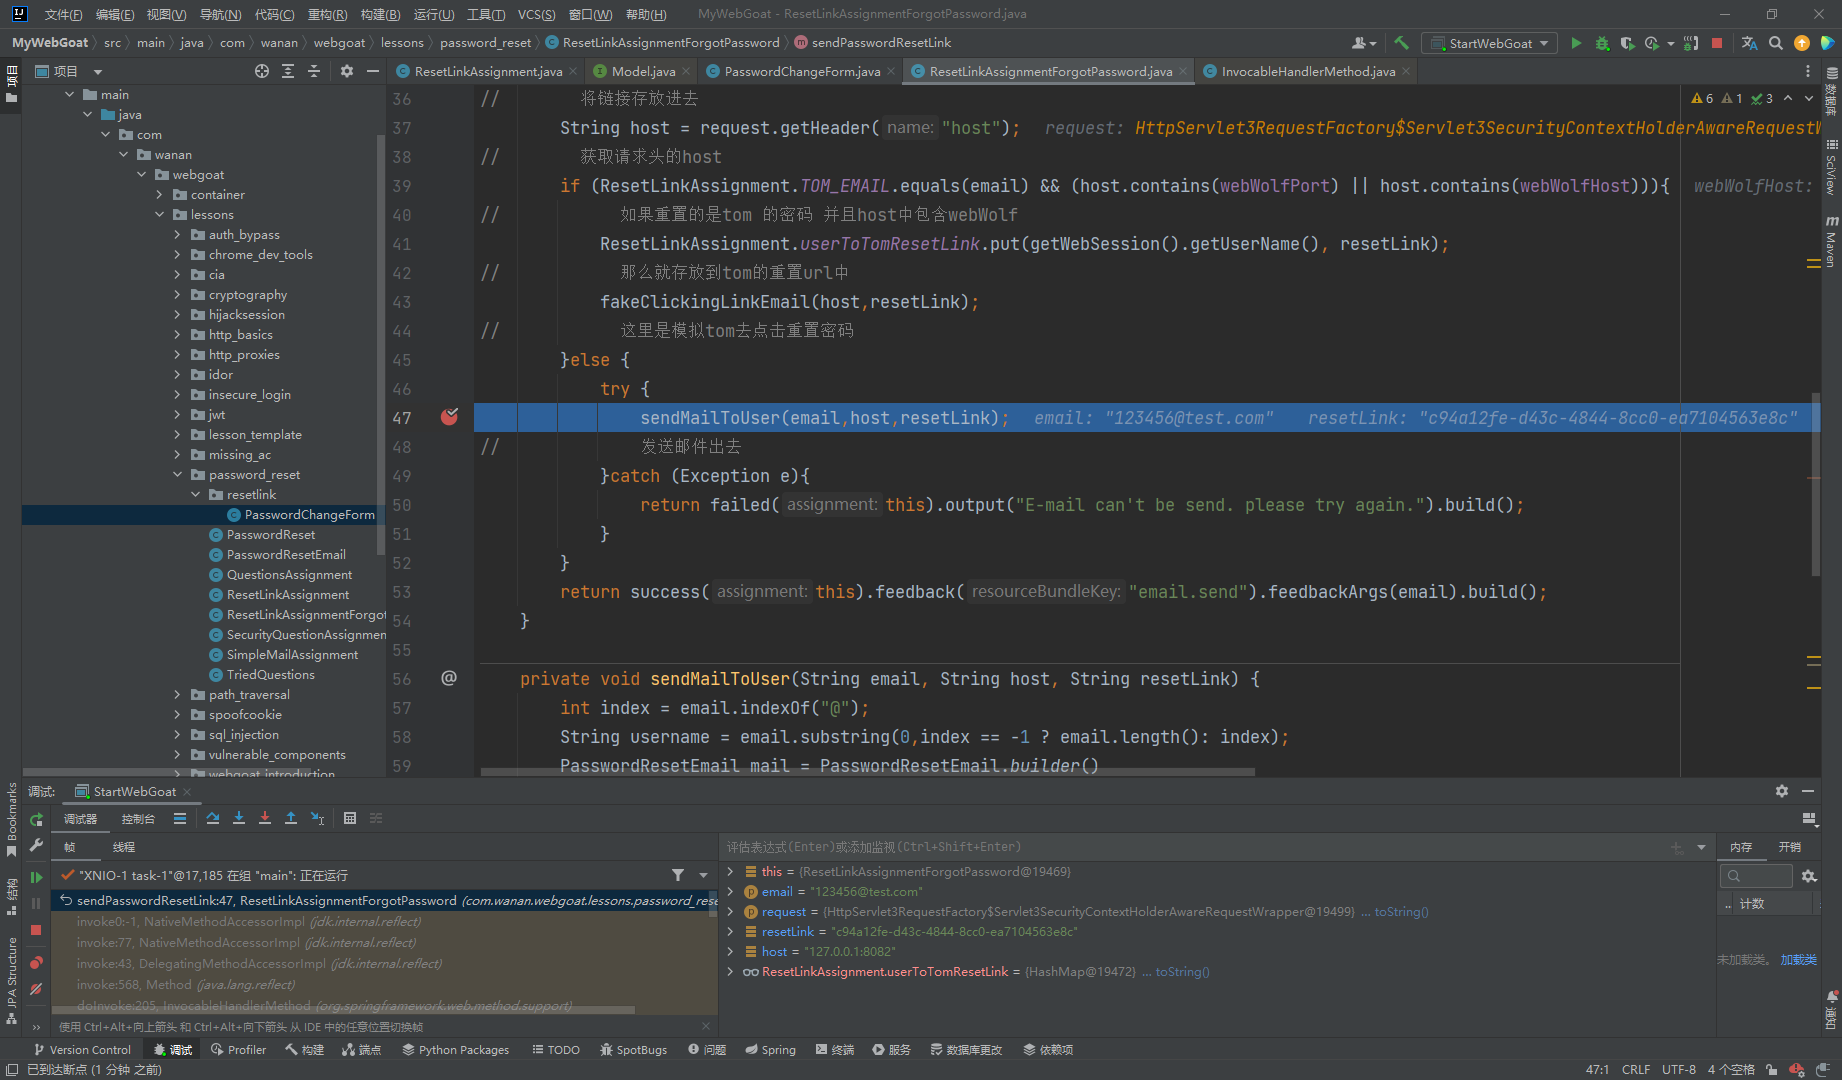 文件(F) 编辑(E) 视图(V) 导航(N) 代码(C) 重构(R) 构建(B) 运行(U) 工具(T) VCS(S) 窗口(W) 帮助(H) MyWebGoat - ResetLinkAssignmentForgotPassword.java
MyWebGoat src main java com wanan webgoat lessons password_reset ResetLinkAssignmentForgotPassword sendPasswordResetLink StartWebGoat
项目 ResetLinkAssignment.java Model.java PasswordChangeForm.java ResetLinkAssignmentForgotPassword.java InvocableHandlerMethod.java
项目
main
java
com
wanan
webgoat
container
lessons
auth_bypass
chrome_dev_tools
cia
cryptography
hijacksession
http_basics
http_proxies
idor
insecure_login
jwt
lesson_template
missing_ac
password_reset
resetlink
PasswordChangeForm
PasswordReset
PasswordResetEmail
QuestionsAssignment
ResetLinkAssignment
ResetLinkAssignmentForgot
SecurityQuestionAssignmen
SimpleMailAssignment
TriedQuestions
path_traversal
spoofcookie
sql_injection
vulnerable_components
webgoat_introduction
6 1 3
36 // 将链接存放进去
37 String host = request.getHeader( name: "host"); request: HttpServlet3RequestFactory$Servlet3SecurityContextHolderAwareRequestW
38 // 获取请求头的host
39 if (ResetLinkAssignment.TOM_EMAIL.equals(email) && (host.contains(webWolfPort) || host.contains(webWolfHost))){ webWolfHost:
40 // 如果重置的是tom 的密码 并且host中包含webWolf
41 ResetLinkAssignment.userToTomResetLink.put(getWebSession().getUserName(), resetLink);
42 // 那么就存放到tom的重置url中
43 fakeClickingLinkEmail(host,resetLink);
44 // 这里是模拟tom去点击重置密码
45 }else {
46 try {
47 sendMailToUser(email,host,resetLink); email: "123456@test.com" resetLink: "c94a12fe-d43c-4844-8cc0-ea7104563e8c"
48 // 发送邮件出去
49 }catch (Exception e){
50 return failed( assignment: this).output("E-mail can't be send. please try again.").build();
51 }
52 }
53 return success( assignment: this).feedback( resourceBundleKey: "email.send").feedbackArgs(email).build();
54 }
55
56 @ private void sendMailToUser(String email, String host, String resetLink) {
57 int index = email.indexOf("@");
58 String username = email.substring(0,index == -1 ? email.length(): index);
59 PasswordResetEmail mail = PasswordResetEmail.builder()
数据库
SciView
Maven
通知
Bookmarks
结构
JPA Structure
调试: StartWebGoat
调试器 控制台
帧 线程
"XNIO-1 task-1"@17,185 在组 "main": 正在运行
sendPasswordResetLink:47, ResetLinkAssignmentForgotPassword (com.wanan.webgoat.lessons.password_rese
invoke0:-1, NativeMethodAccessorImpl (jdk.internal.reflect)
invoke:77, NativeMethodAccessorImpl (jdk.internal.reflect)
invoke:43, DelegatingMethodAccessorImpl (jdk.internal.reflect)
invoke:568, Method (java.lang.reflect)
doInvoke:205, InvocableHandlerMethod (org.springframework.web.method.support)
使用 Ctrl+Alt+向上箭头 和 Ctrl+Alt+向下箭头 从 IDE 中的任意位置切换帧
评估表达式(Enter)或添加监视(Ctrl+Shift+Enter)
this = {ResetLinkAssignmentForgotPassword@19469}
email = "123456@test.com"
request = {HttpServlet3RequestFactory$Servlet3SecurityContextHolderAwareRequestWrapper@19499} ... toString()
resetLink = "c94a12fe-d43c-4844-8cc0-ea7104563e8c"
host = "127.0.0.1:8082"
ResetLinkAssignment.userToTomResetLink = {HashMap@19472} ... toString()
内存 开销
.. 计数
未加载类。 加载类
Version Control 调试 Profiler 构建 端点 Python Packages TODO SpotBugs 问题 Spring 终端 服务 数据库更改 依赖项
已到达断点 (1 分钟 之前) 47:1 CRLF UTF-8 4 个空格